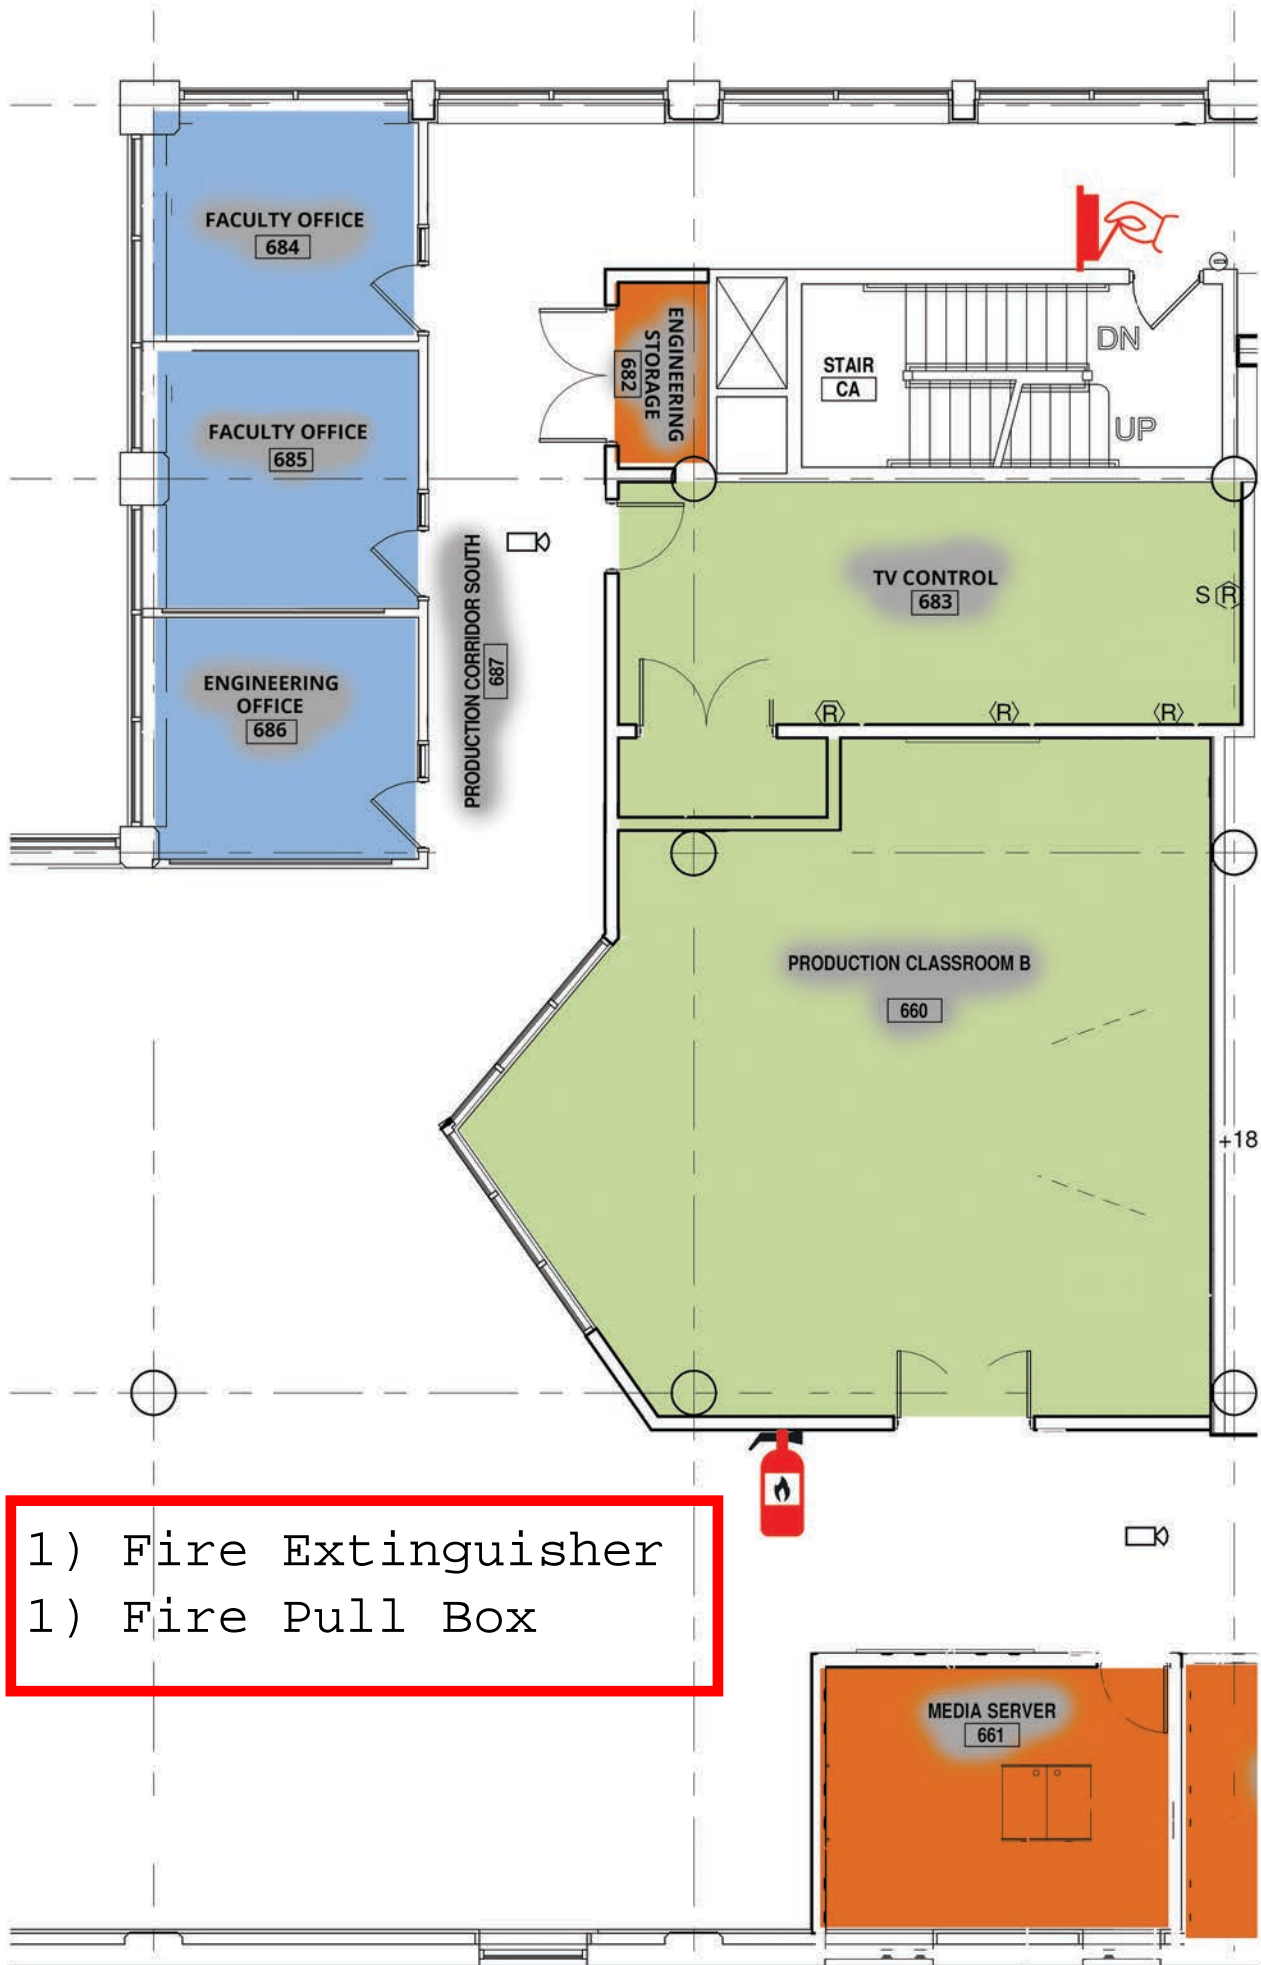 FACULTY OFFICE
684
ENGINEERING
STORAGE
682
DN
STAIR
CA
UP
FACULTY OFFICE
685
PRODUCTION CORRIDOR SOUTH
687
TV CONTROL
683
S R
ENGINEERING
OFFICE
686
R
R
R
PRODUCTION CLASSROOM B
660
+18
1) Fire Extinguisher
1) Fire Pull Box
MEDIA SERVER
661